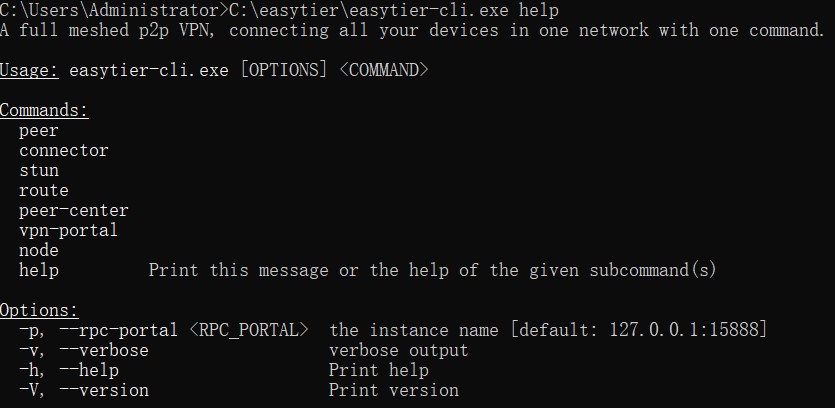 C:\Users\Administrator>C:\easytier\easytier-cli.exe help
A full meshed p2p VPN, connecting all your devices in one network with one command.
Usage: easytier-cli.exe [OPTIONS] <COMMAND>
Commands:
peer
connector
stun
route
peer-center
vpn-portal
node
help Print this message or the help of the given subcommand(s)
Options:
-p, --rpc-portal <RPC_PORTAL> the instance name [default: 127.0.0.1:15888]
-v, --verbose verbose output
-h, --help Print help
-V, --version Print version